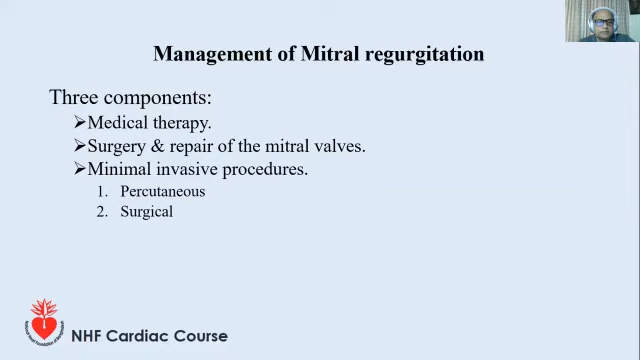 Management of Mitral regurgitation
Three components:
➢Medical therapy.
➢Surgery & repair of the mitral valves.
➢Minimal invasive procedures.
1. Percutaneous
2. Surgical
NHF Cardiac Course